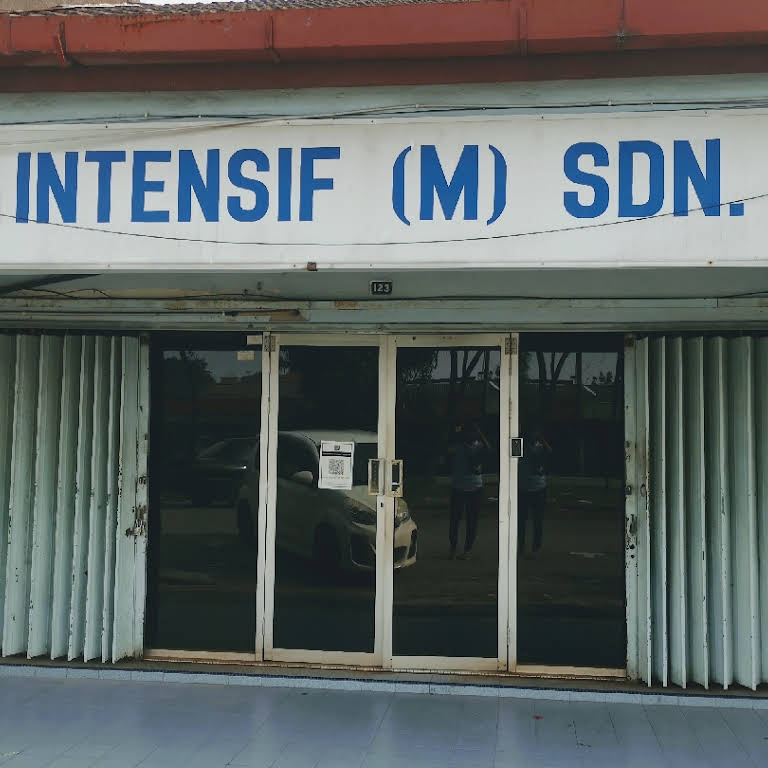 INTENSIF (M) SDN.
123